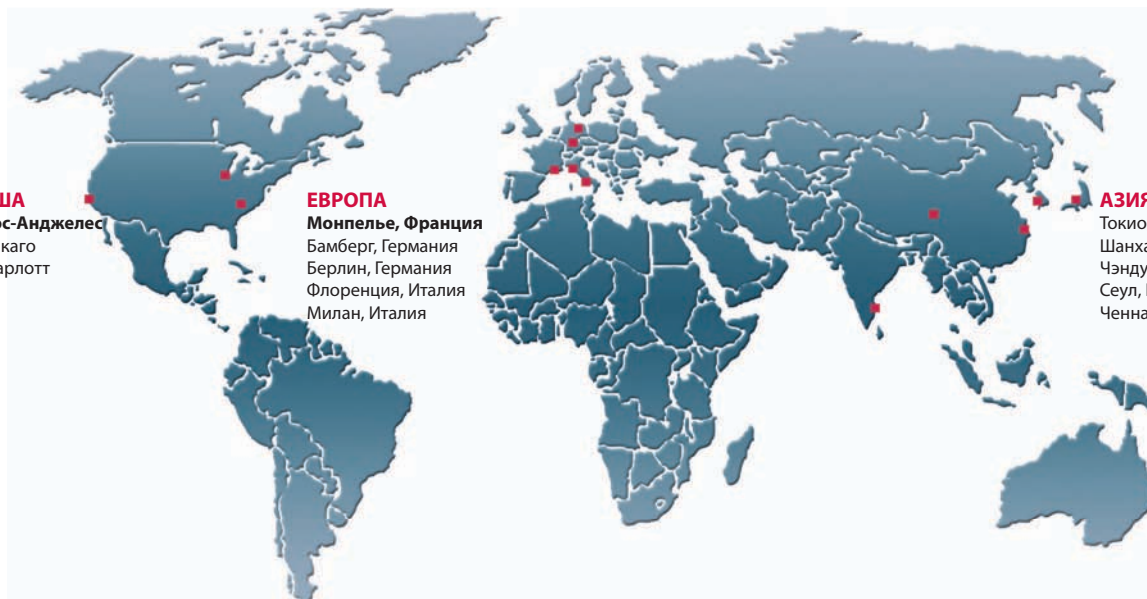 ША
ос-Анджелес
каго
арлотт
ЕВРОПА
Монпелье, Франция
Бамберг, Германия
Берлин, Германия
Флоренция, Италия
Милан, Италия
АЗИЯ
Токио
Шанха
Чэнду
Сеул,
Ченна